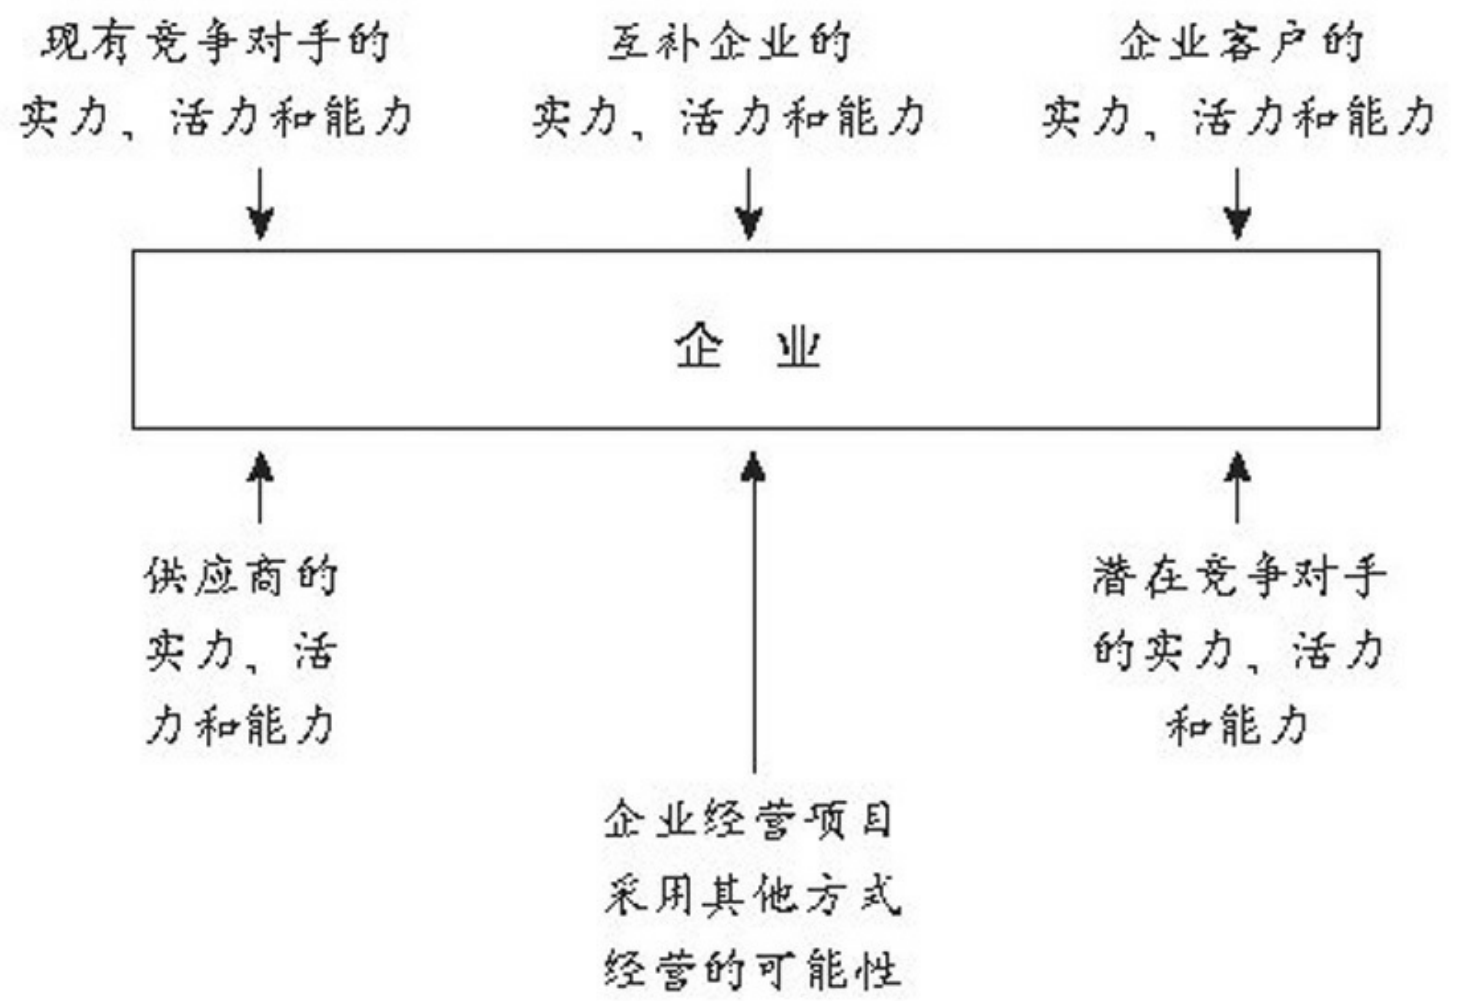 现有竞争对手的
实力、活力和能力
互补企业的
实力、活力和能力
企业客户的
实力、活力和能力
企 业
供应商的
实力、活
力和能力
潜在竞争对手
的实力、活力
和能力
企业经营项目
采用其他方式
经营的可能性